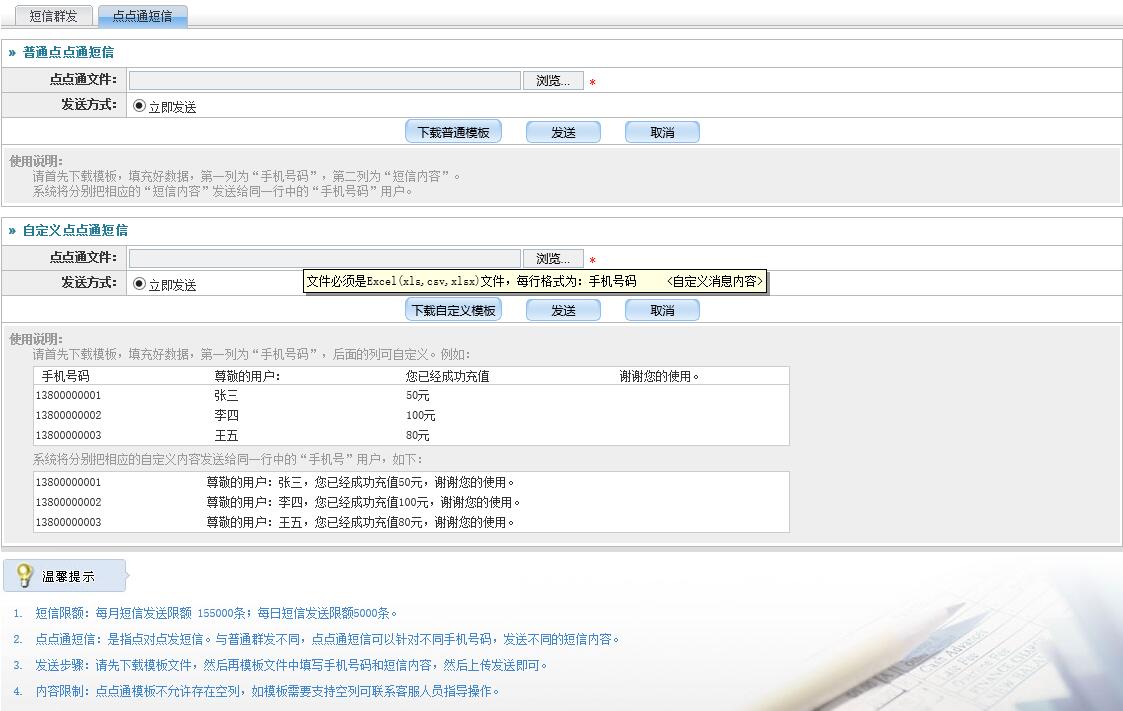 短信群发 点点通短信
» 普通点点通短信
点点通文件: 浏览... *
发送方式: 立即发送
下载普通模板 发送 取消
使用说明:
请首先下载模板，填充好数据，第一列为“手机号码”，第二列为“短信内容”。
系统将分别把相应的“短信内容”发送给同一行中的“手机号码”用户。
» 自定义点点通短信
点点通文件: 浏览... *
文件必须是Excel(xls,csv,xlsx)文件，每行格式为：手机号码 <自定义消息内容>
发送方式: 立即发送
下载自定义模板 发送 取消
使用说明:
请首先下载模板，填充好数据，第一列为“手机号码”，后面的列可自定义。例如：
手机号码 尊敬的用户： 您已经成功充值 谢谢您的使用。
13800000001 张三 50元
13800000002 李四 100元
13800000003 王五 80元
系统将分别把相应的自定义内容发送给同一行中的“手机号”用户，如下：
13800000001 尊敬的用户：张三，您已经成功充值50元，谢谢您的使用。
13800000002 尊敬的用户：李四，您已经成功充值100元，谢谢您的使用。
13800000003 尊敬的用户：王五，您已经成功充值80元，谢谢您的使用。
温馨提示
1. 短信限额：每月短信发送限额 155000条；每日短信发送限额5000条。
2. 点点通短信：是指点对点发短信。与普通群发不同，点点通短信可以针对不同手机号码，发送不同的短信内容。
3. 发送步骤：请先下载模板文件，然后再模板文件中填写手机号码和短信内容，然后上传发送即可。
4. 内容限制：点点通模板不允许存在空列，如模板需要支持空列可联系客服人员指导操作。